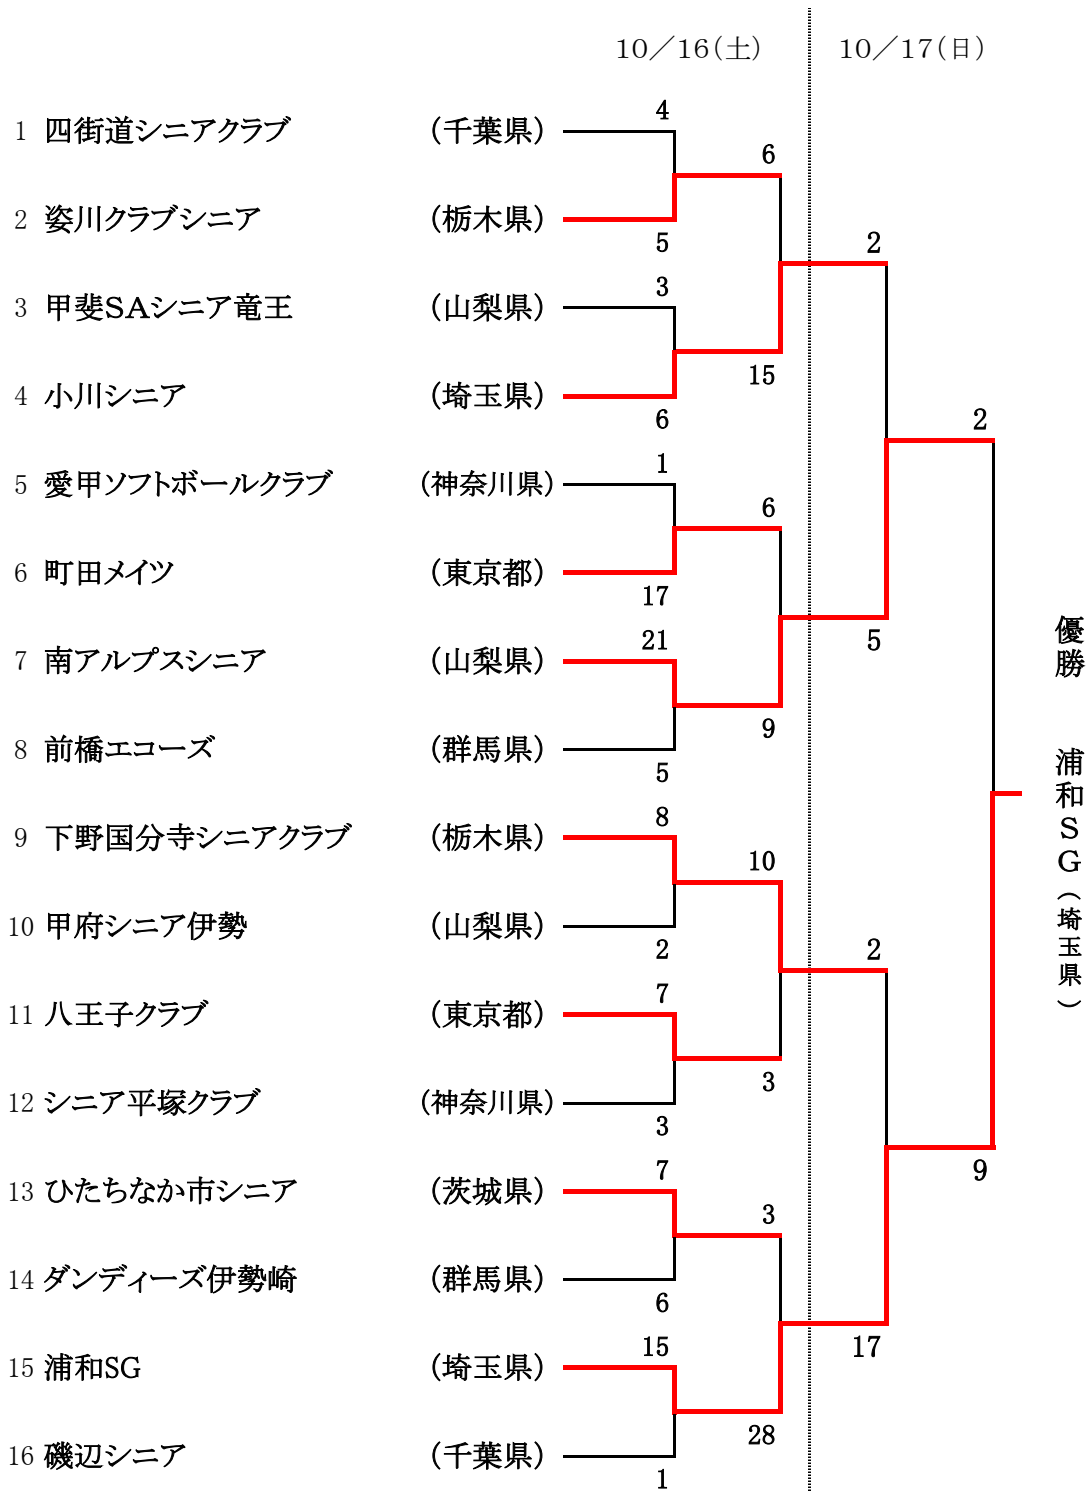 10／16(土)
10／17(日)
4
1 四街道シニアクラブ (千葉県)
6
2 姿川クラブシニア (栃木県)
5
2
3
3 甲斐SAシニア竜王 (山梨県)
15
4 小川シニア (埼玉県)
6
2
1
5 愛甲ソフトボールクラブ (神奈川県)
6
6 町田メイツ (東京都)
17
5
21
7 南アルプスシニア (山梨県)
9
8 前橋エコーズ (群馬県)
5
優勝 浦和SG(埼玉県)
8
9 下野国分寺シニアクラブ (栃木県)
10
10 甲府シニア伊勢 (山梨県)
2
2
7
11 八王子クラブ (東京都)
3
12 シニア平塚クラブ (神奈川県)
3
9
7
13 ひたちなか市シニア (茨城県)
3
14 ダンディーズ伊勢崎 (群馬県)
6
17
15
15 浦和SG (埼玉県)
28
16 磯辺シニア (千葉県)
1